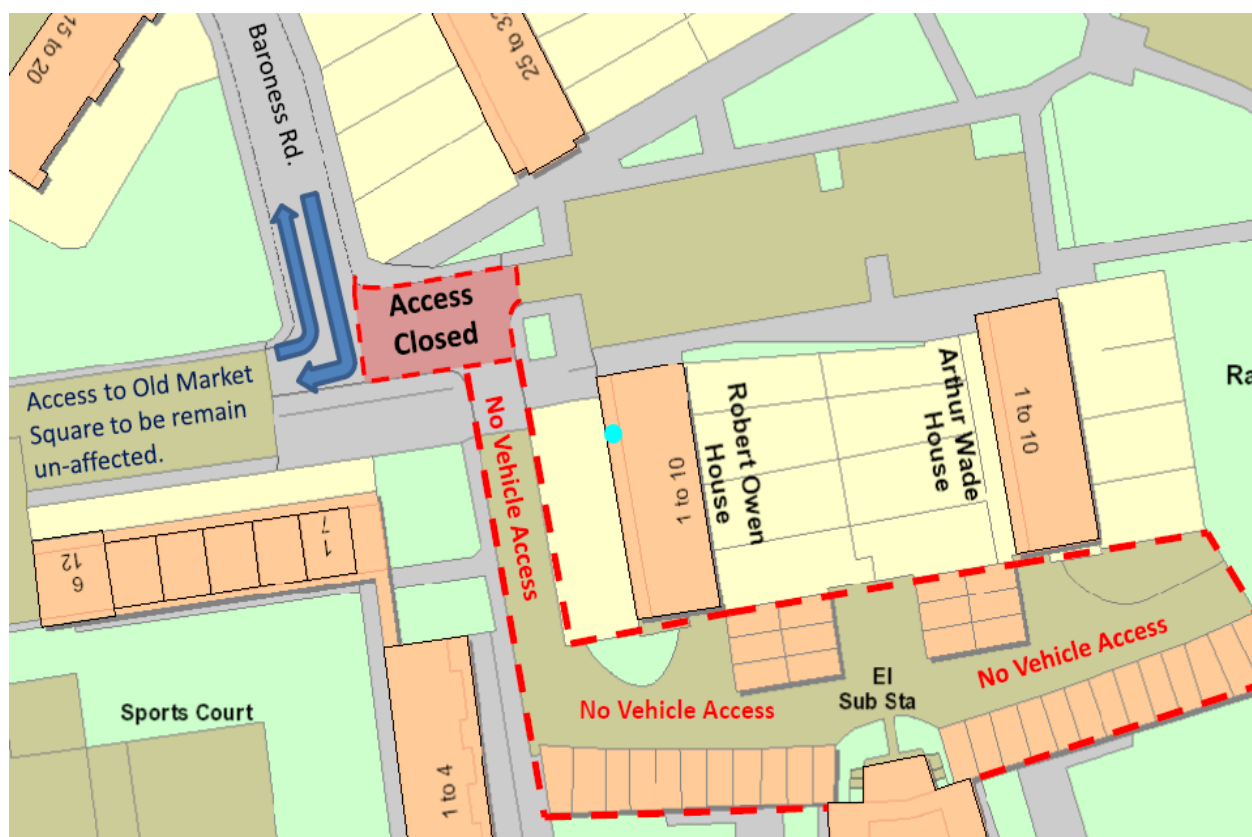 15 to 20
Baroness Rd.
25 to 3
Access
Closed
Access to Old Market
Square to be remain
un-affected.
No Vehicle Access
1 to 10
Robert Owen
House
Arthur Wade
House
1 to 10
Ra
6
12
1
7
Sports Court
1 to 4
No Vehicle Access
El
Sub Sta
No Vehicle Access